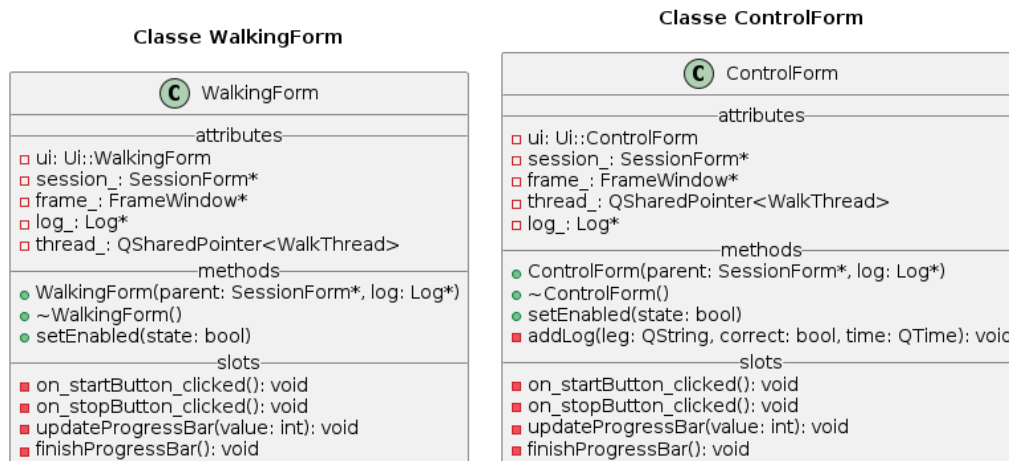 Classe WalkingForm
C WalkingForm
attributes
ui: Ui::WalkingForm
session_: SessionForm*
frame_: FrameWindow*
log_: Log*
thread_: QSharedPointer<WalkThread>
methods
WalkingForm(parent: SessionForm*, log: Log*)
~WalkingForm()
setEnabled(state: bool)
slots
on_startButton_clicked(): void
on_stopButton_clicked(): void
updateProgressBar(value: int): void
finishProgressBar(): void
Classe ControlForm
C ControlForm
attributes
ui: Ui::ControlForm
session_: SessionForm*
frame_: FrameWindow*
thread_: QSharedPointer<WalkThread>
log_: Log*
methods
ControlForm(parent: SessionForm*, log: Log*)
~ControlForm()
setEnabled(state: bool)
addLog(leg: QString, correct: bool, time: QTime): void
slots
on_startButton_clicked(): void
on_stopButton_clicked(): void
updateProgressBar(value: int): void
finishProgressBar(): void